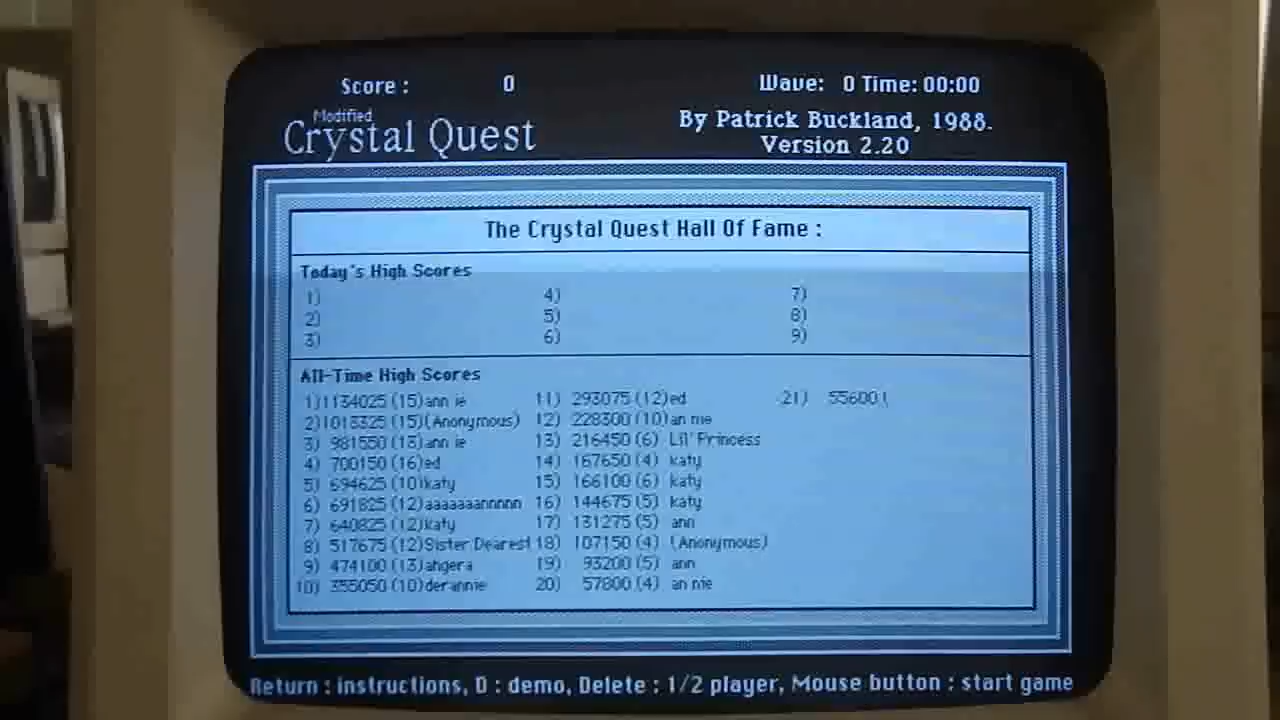 Score : 0 Wave: 0 Time: 00:00
Modified
Crystal Quest
By Patrick Buckland, 1988.
Version 2.20
The Crystal Quest Hall Of Fame :
Today's High Scores
1) 4) 7)
2) 5) 8)
3) 6) 9)
All-Time High Scores
1) 1134025 (15) ann ie 11) 293075 (12) ed 21) 55600 (
2) 1013325 (15) (Anonymous) 12) 228300 (10) an nie
3) 981550 (13) ann ie 13) 216450 (6) Lil' Princess
4) 700150 (16) ed 14) 167650 (4) katy
5) 694625 (10) katy 15) 166100 (6) katy
6) 691825 (12) aaaaaaannnnn 16) 144675 (5) katy
7) 640825 (12) katy 17) 131275 (5) ann
8) 517675 (12) Sister Dearest 18) 107150 (4) (Anonymous)
9) 474100 (13) angera 19) 93200 (5) ann
10) 355050 (10) der annie 20) 57800 (4) an nie
Return : instructions, D : demo, Delete : 1/2 player, Mouse button : start game